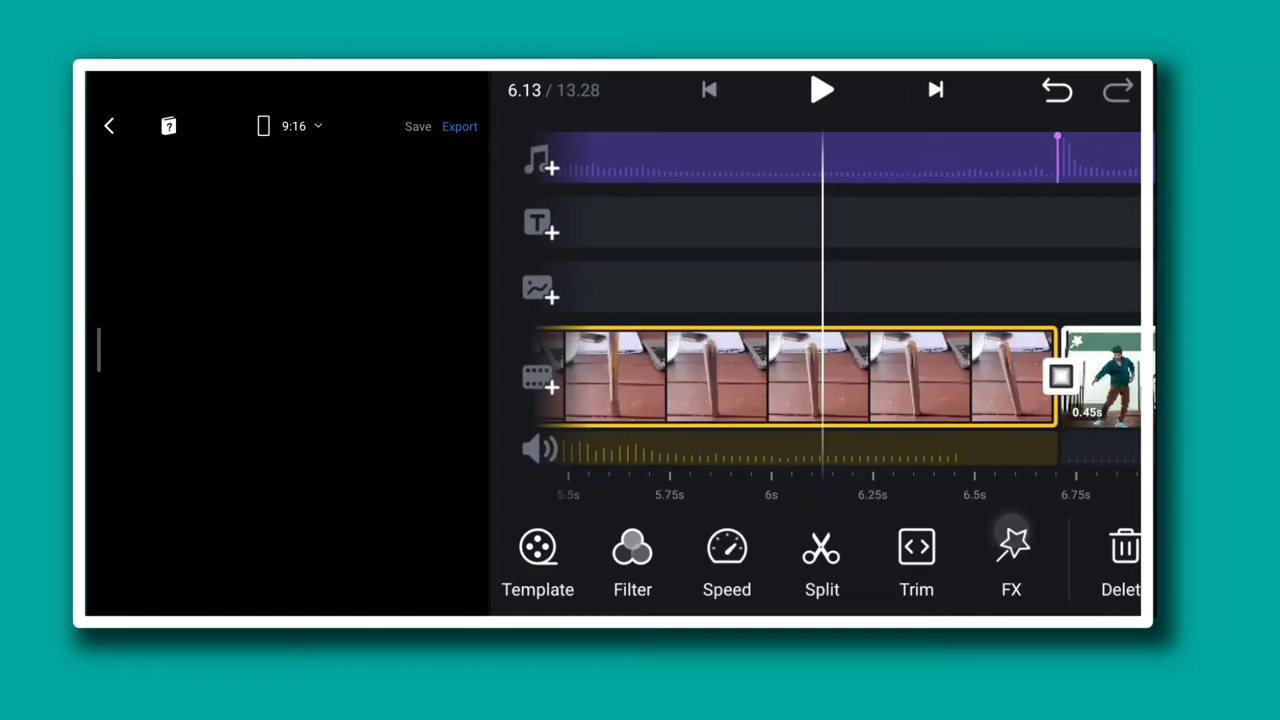 6.13 / 13.28
?
9:16
Save
Export
T
0.45s
5.5s
5.75s
6s
6.25s
6.5s
6.75s
Template
Filter
Speed
Split
Trim
FX
Delet